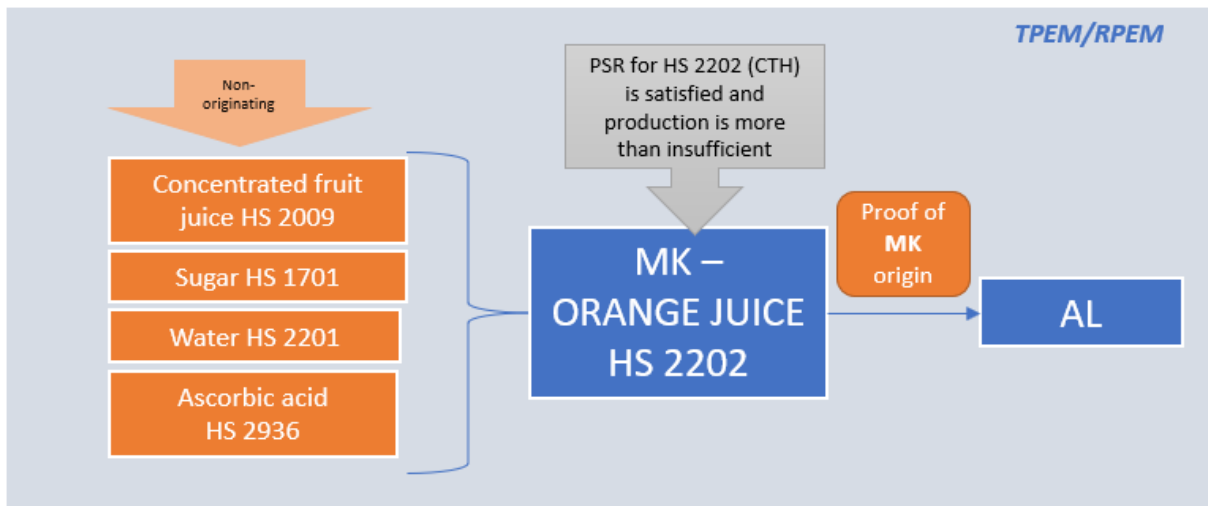 TPEM/RPEM
Non-
originating
PSR for HS 2202 (CTH)
is satisfied and
production is more
than insufficient
Concentrated fruit
juice HS 2009
Sugar HS 1701
Water HS 2201
Ascorbic acid
HS 2936
MK –
ORANGE JUICE
HS 2202
Proof of
MK
origin
AL